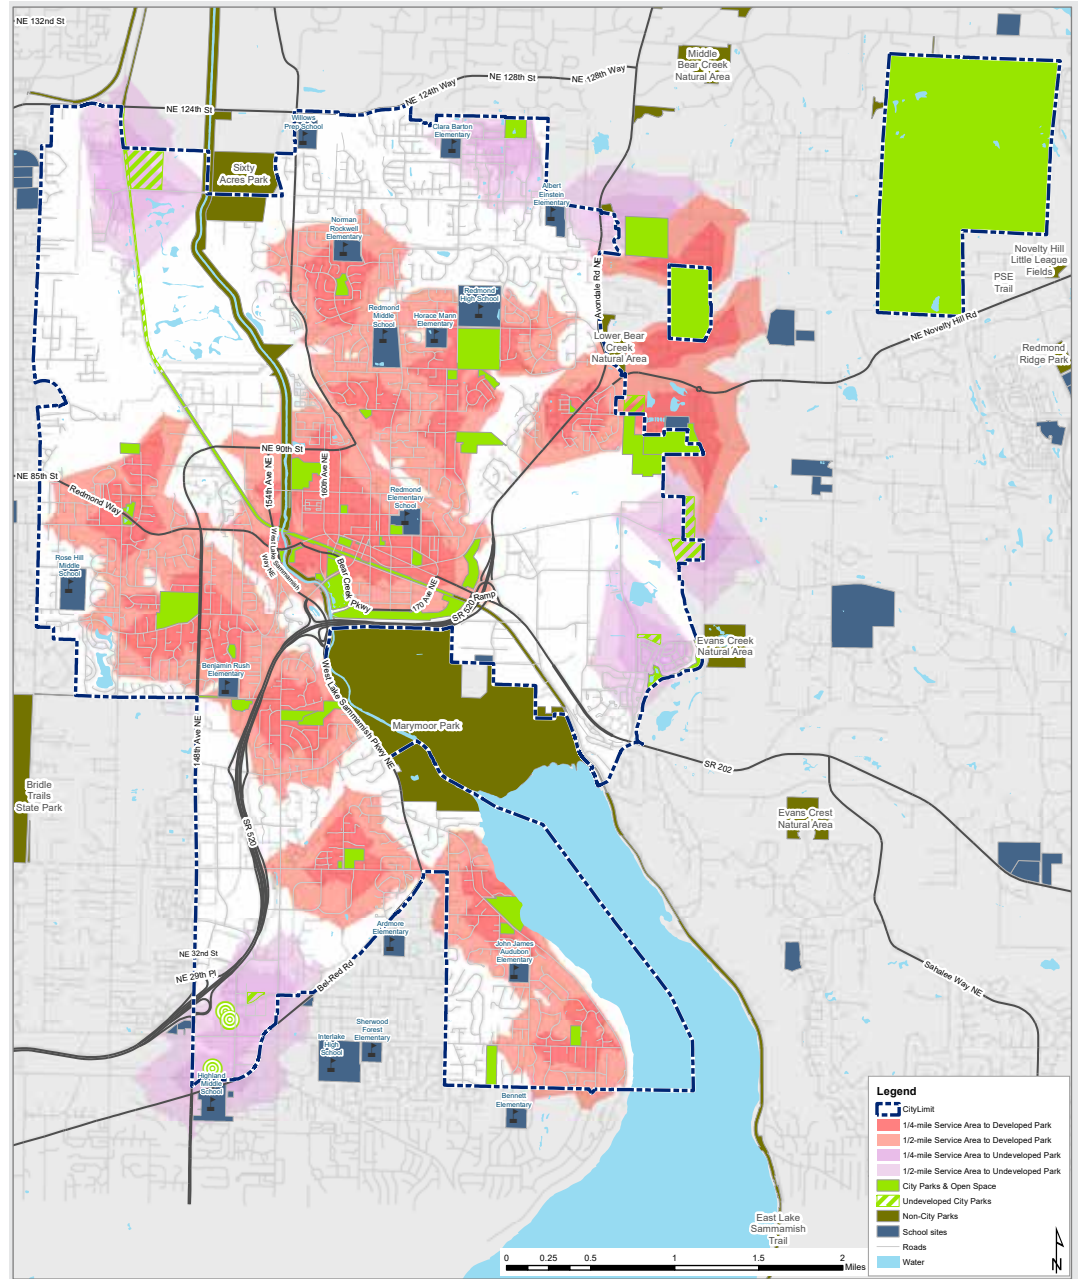 NE 132nd St
Middle
Bear Creek
Natural Area
NE 128th St
NE 128th Way
NE 124th Way
NE 124th St
Willows
Prep School
Clara Barton
Elementary
Sixty
Acres Park
Albert
Einstein
Elementary
Norman
Rockwell
Elementary
Novelty Hill
Little League
Fields
PSE
Trail
Avondale Rd NE
Redmond
High School
Redmond
Middle
School
Horace Mann
Elementary
NE Novelty Hill Rd
Lower Bear
Creek
Natural Area
Redmond
Ridge Park
NE 90th St
154th Ave NE
160th Ave NE
NE 85th St
Redmond Way
Redmond
Elementary
School
West Lake Sammamish
Way NE
Rose Hill
Middle
School
Bear Creek
Pkwy
170 Ave NE
SR 520 Ramp
Evans Creek
Natural Area
Benjamin Rush
Elementary
West Lake Sammamish Pkwy NE
148th Ave NE
Marymoor Park
SR 202
Bridle
Trails
State Park
SR 520
Evans Crest
Natural Area
Ardmore
Elementary
John James
Audubon
Elementary
NE 32nd St
NE 29th Pl
Bel-Red Rd
Sahalee Way NE
Sherwood
Forest
Elementary
Interlake
High
School
Highland
Middle
School
Bennett
Elementary
East Lake
Sammamish
Trail
Legend
CityLimit
1/4-mile Service Area to Developed Park
1/2-mile Service Area to Developed Park
1/4-mile Service Area to Undeveloped Park
1/2-mile Service Area to Undeveloped Park
City Parks & Open Space
Undeveloped City Parks
Non-City Parks
School sites
Roads
Water
N
0 0.25 0.5 1 1.5 2
Miles